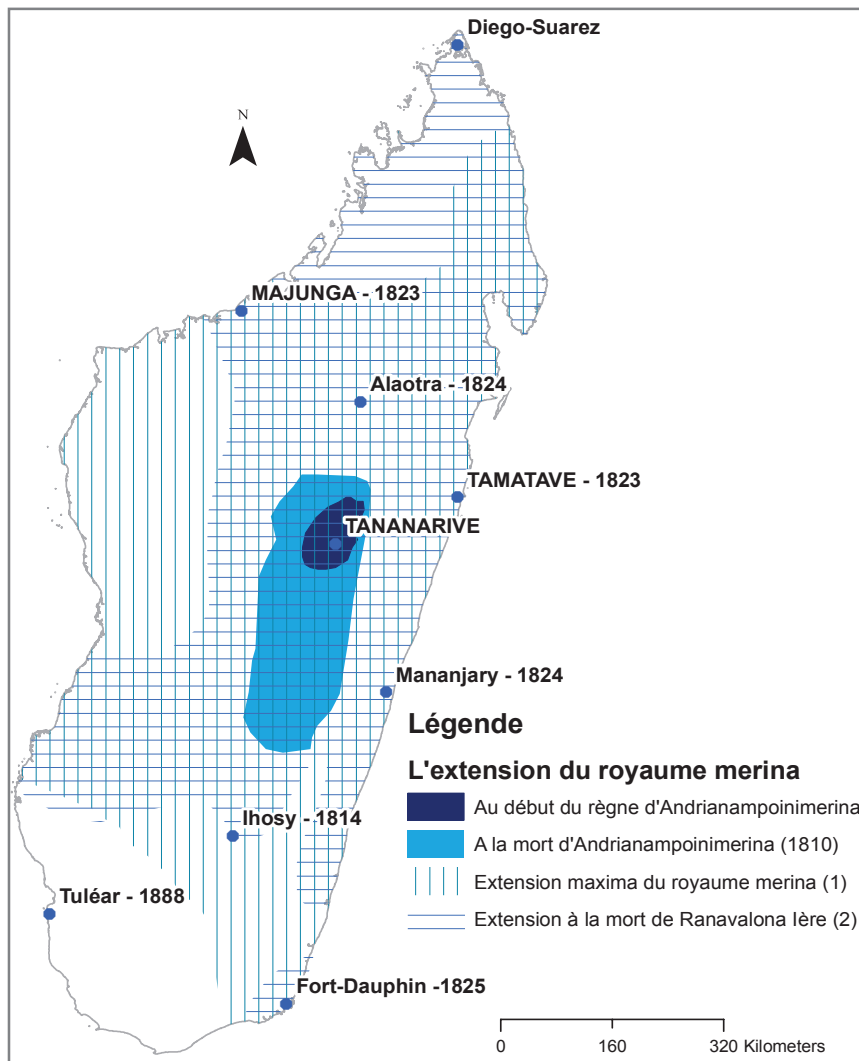 Diego-Suarez
N
MAJUNGA - 1823
Alaotra - 1824
TAMATAVE - 1823
TANANARIVE
Mananjary - 1824
Légende
L'extension du royaume merina
Au début du règne d'Andrianampoinimerina
A la mort d'Andrianampoinimerina (1810)
Extension maxima du royaume merina (1)
Extension à la mort de Ranavalona Ière (2)
Ihosy - 1814
Tuléar - 1888
Fort-Dauphin -1825
0 160 320 Kilometers